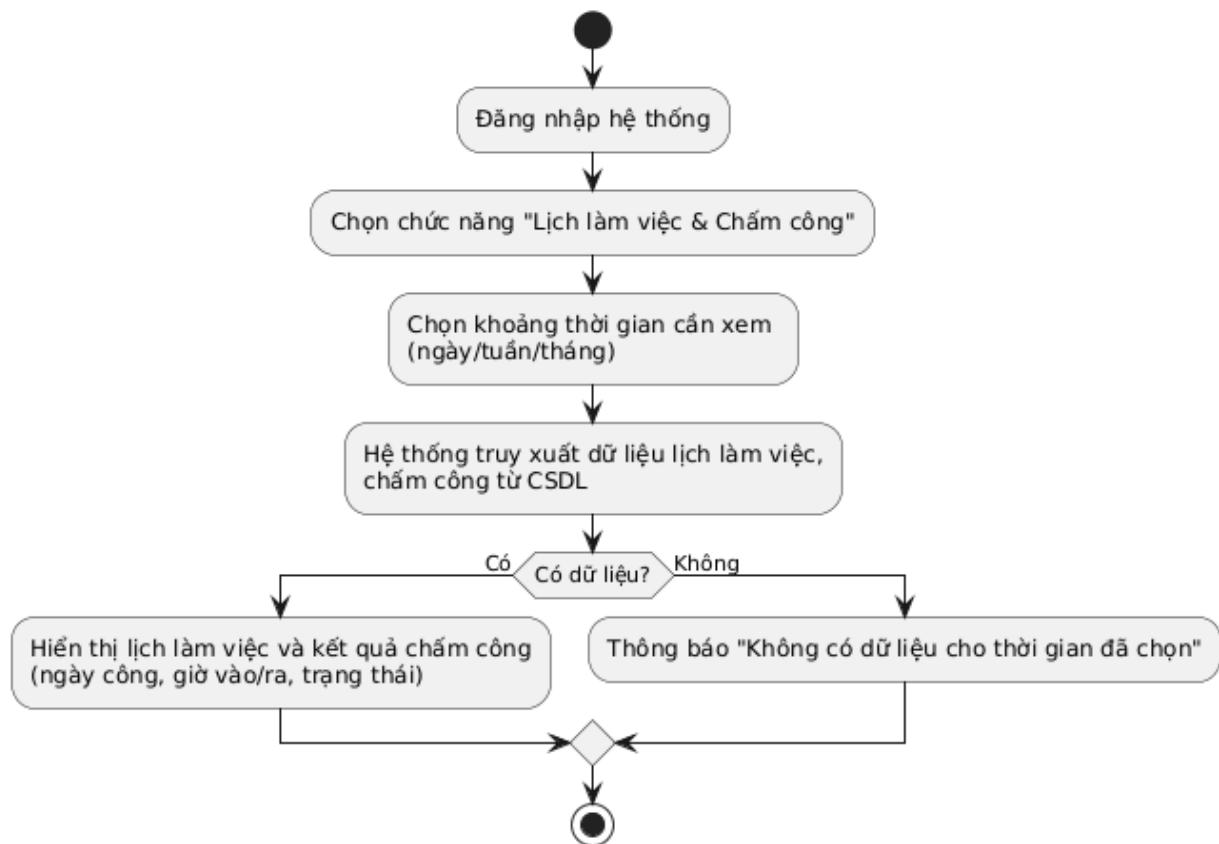 Đăng nhập hệ thống
Chọn chức năng "Lịch làm việc & Chấm công"
Chọn khoảng thời gian cần xem
(ngày/tuần/tháng)
Hệ thống truy xuất dữ liệu lịch làm việc,
chấm công từ CSDL
Có
Có dữ liệu?
Không
Hiển thị lịch làm việc và kết quả chấm công
(ngày công, giờ vào/ra, trạng thái)
Thông báo "Không có dữ liệu cho thời gian đã chọn"